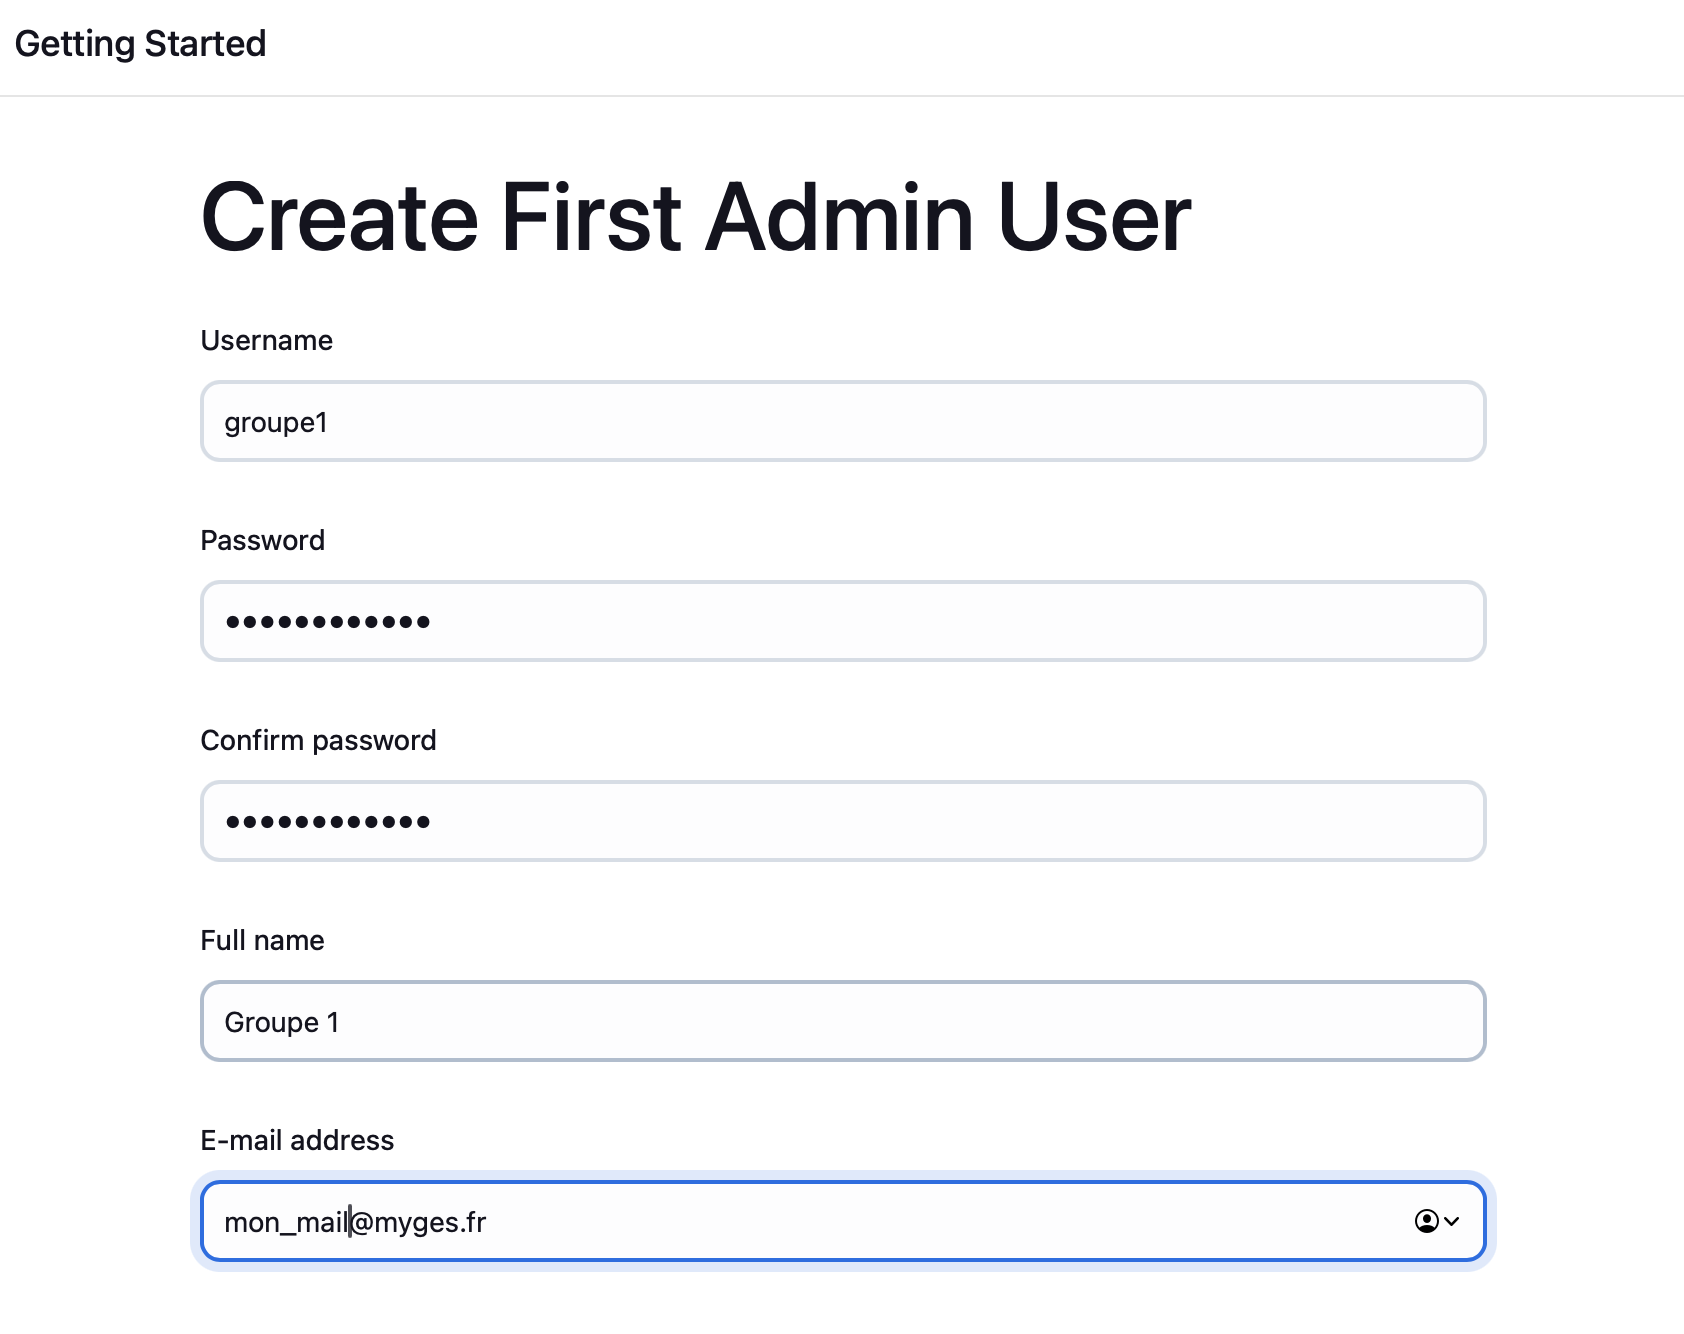 Getting Started
Create First Admin User
Username
groupe1
Password
••••••••••••
Confirm password
••••••••••••
Full name
Groupe 1
E-mail address
mon_mail@myges.fr